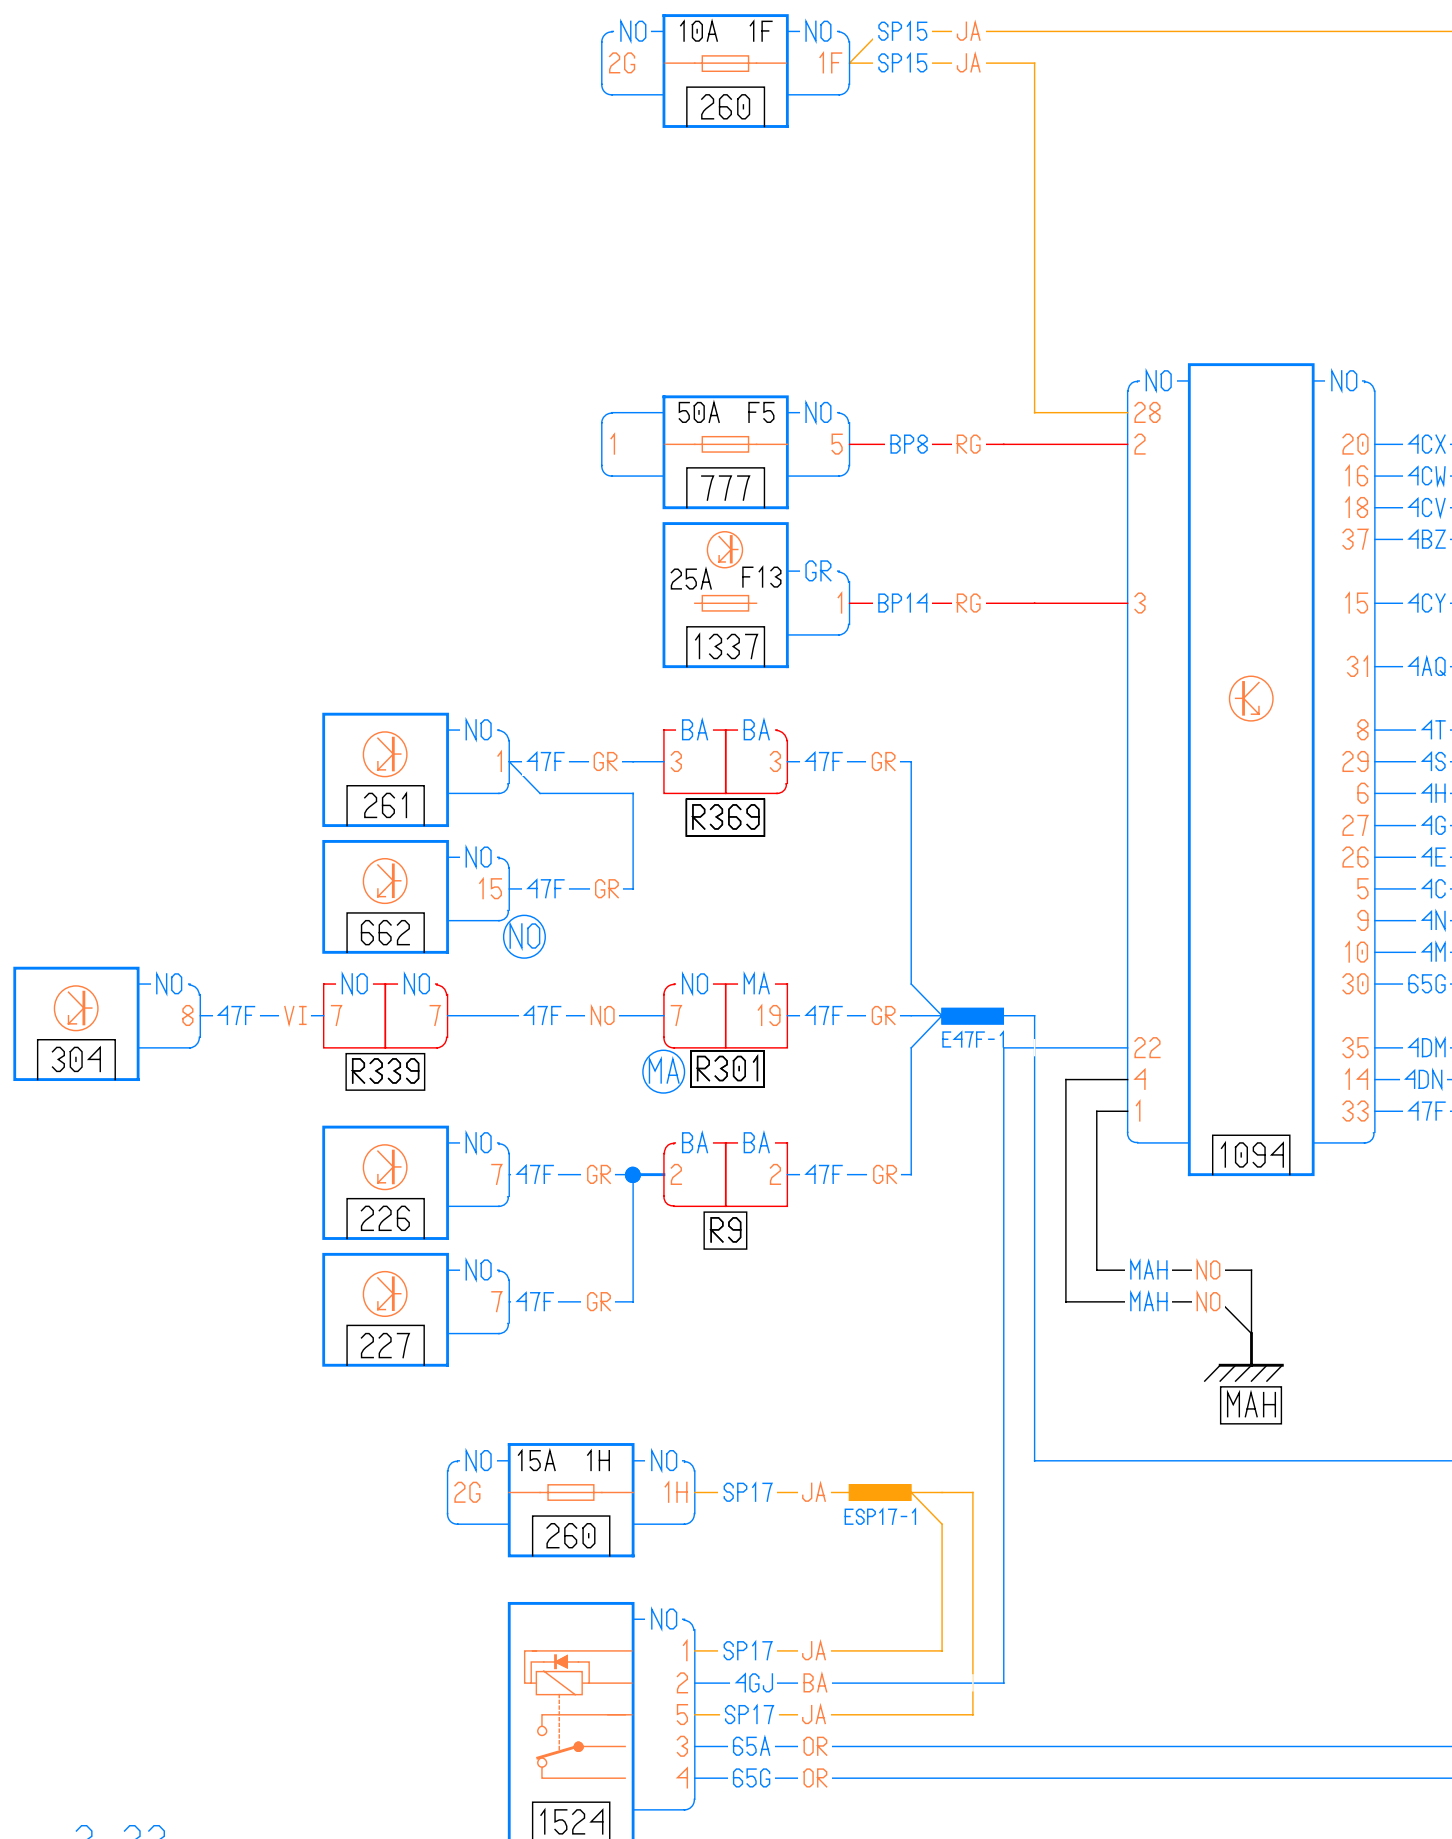 NO 10A 1F NO SP15 JA
2G 1F SP15 JA
260
NO NO
28
50A F5 NO
1 5 BP8 RG 2 20 4CX
16 4CW
777
18 4CV
37 4BZ
GR
25A F13
1 BP14 RG 3 15 4CY
1337
31 4AQ
NO BA BA 8 4T
1 47F GR 3 3 47F GR 29 4S
261 6 4H
R369
27 4G
NO 26 4E
15 47F GR 5 4C
662 NO 9 4N
10 4M
NO NO NO NO MA 30 65G
8 47F VI 7 7 47F NO 7 19 47F GR
E47F-1
304 R339 MA R301 22 35 4DM
4 14 4DN
1 33 47F
NO BA BA 1094
7 47F GR 2 2 47F GR
226 R9
NO MAH NO
7 47F GR MAH NO
227
MAH
NO 15A 1H NO
2G 1H SP17 JA
ESP17-1
260
NO
1 SP17 JA
2 4GJ BA
5 SP17 JA
3 65A OR
4 65G OR
1524